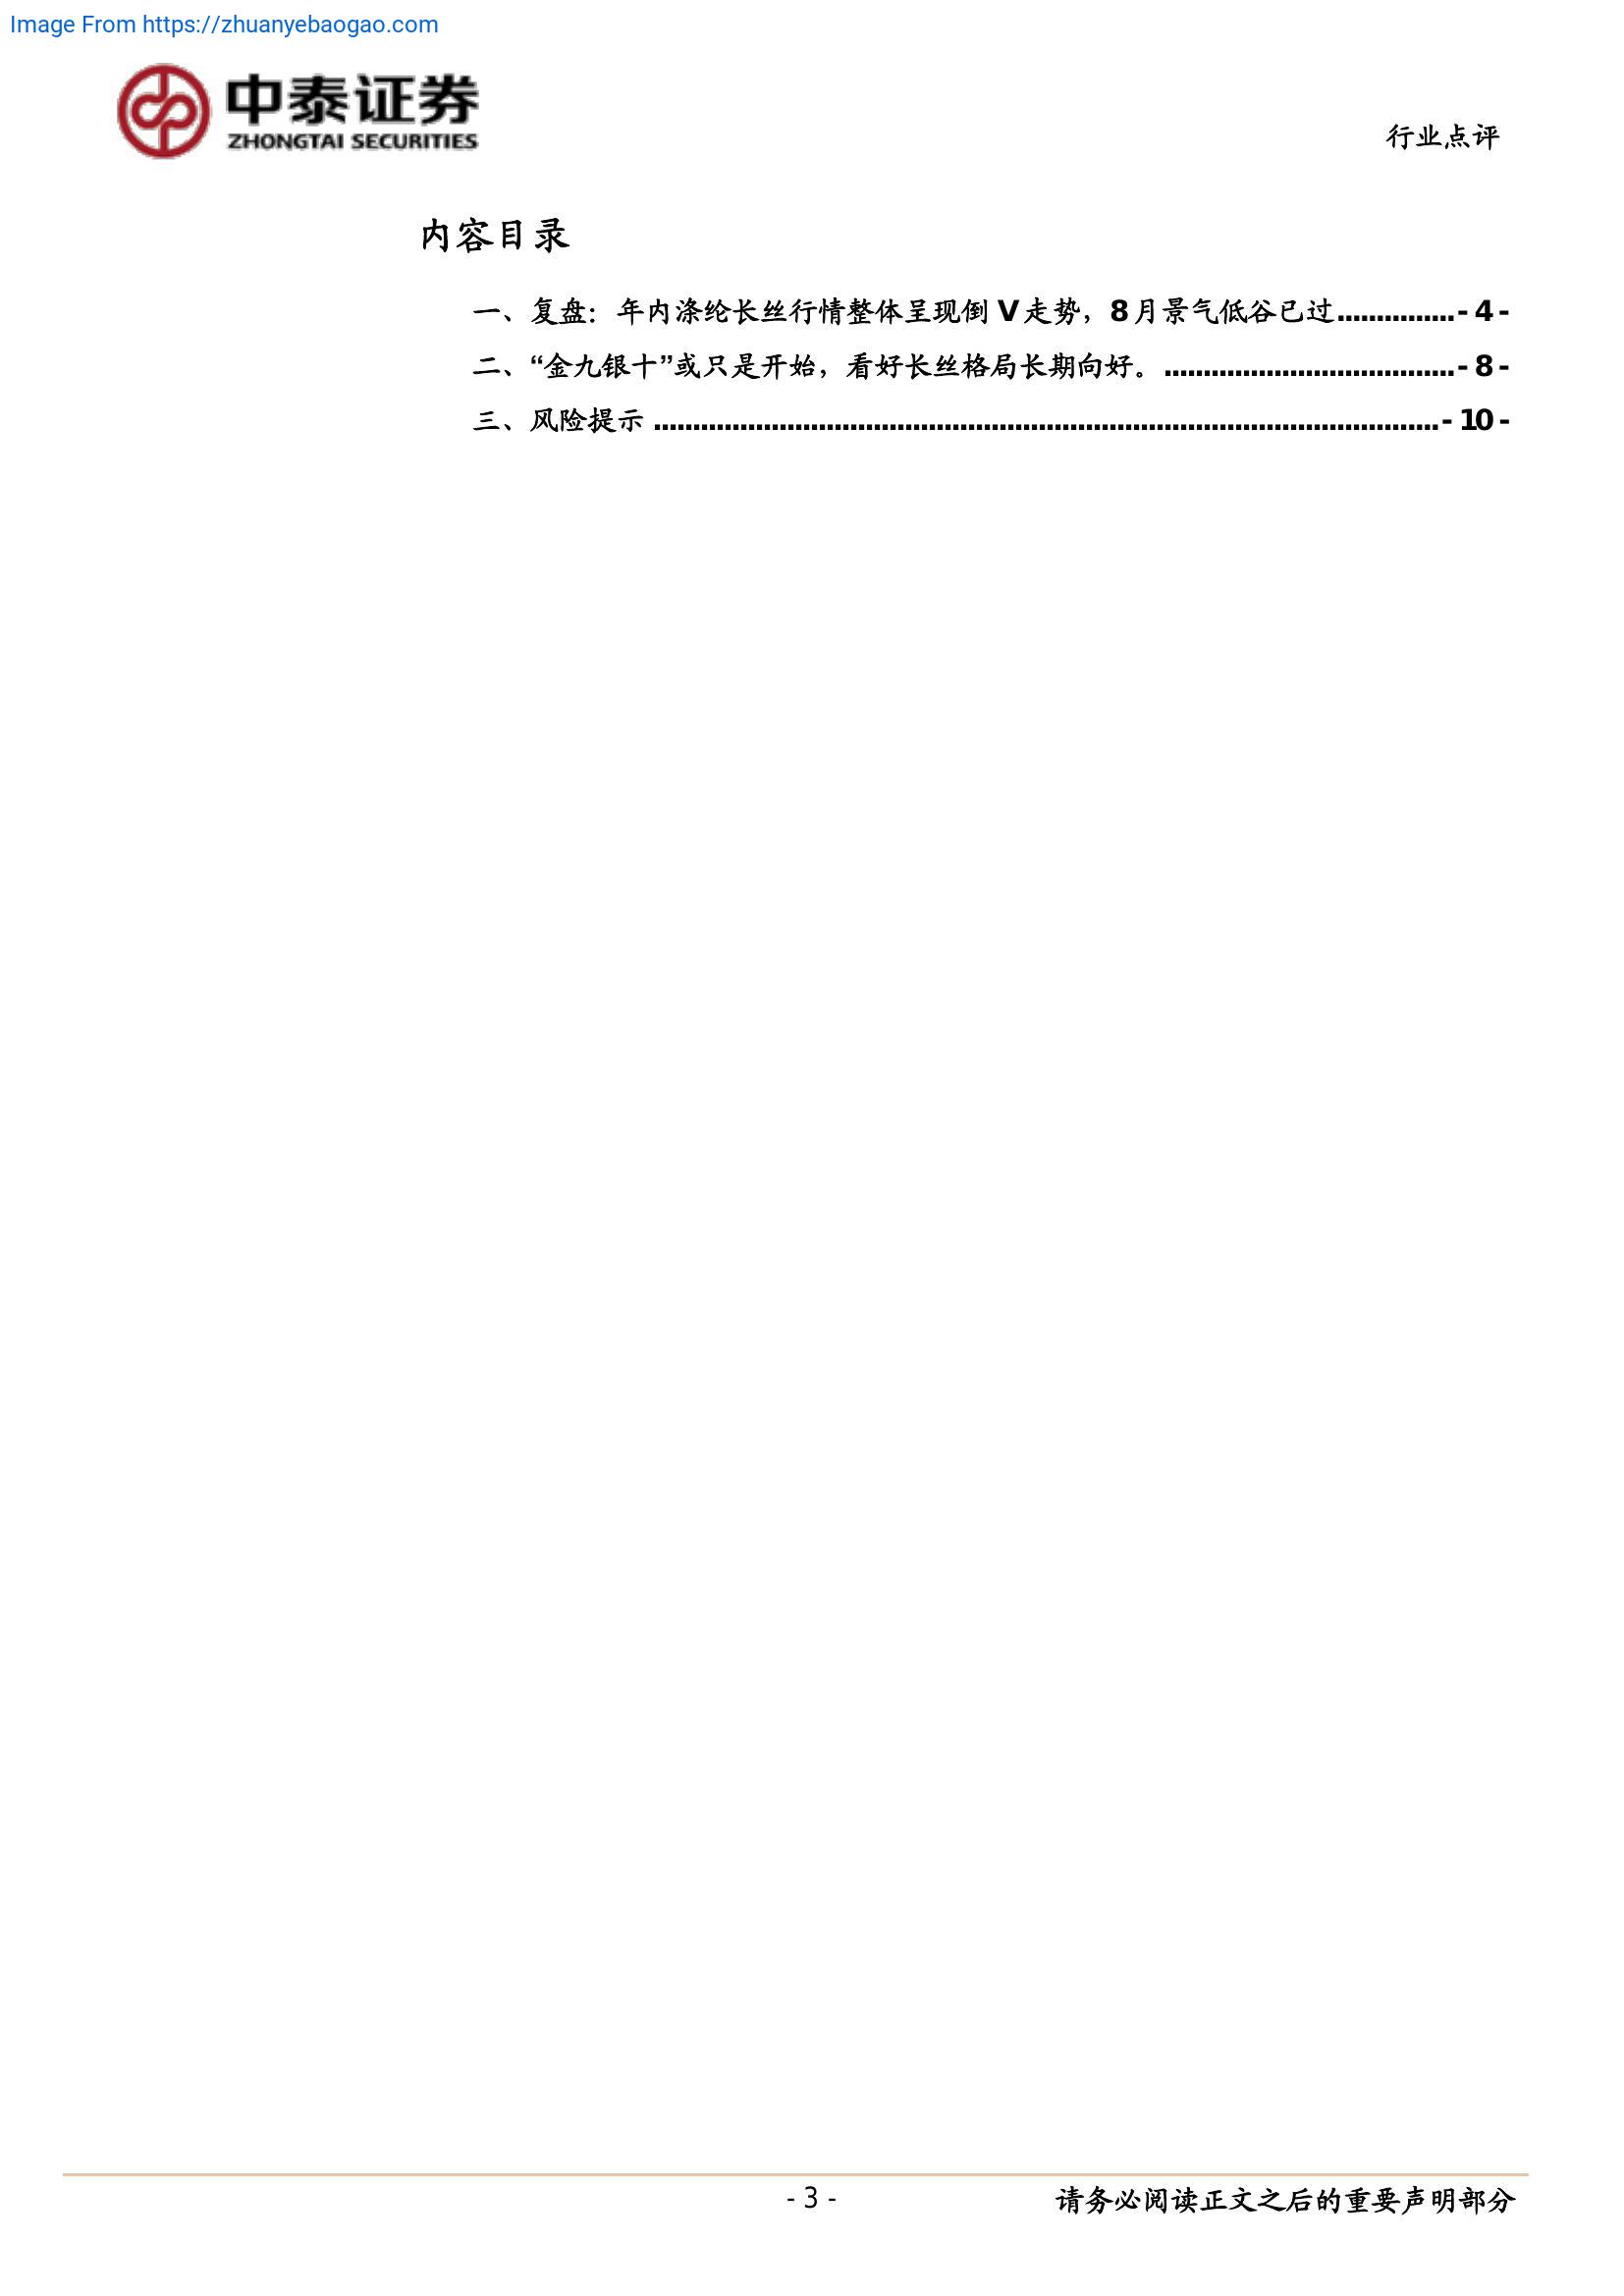 Image From https://zhuanyebaogao.com
中泰证券
ZHONGTAI SECURITIES
行业点评
内容目录
一、复盘：年内涤纶长丝行情整体呈现倒 V 走势，8 月景气低谷已过...............- 4 -
二、“金九银十”或只是开始，看好长丝格局长期向好。.....................................- 8 -
三、风险提示 ....................................................................................................- 10 -
- 3 -
请务必阅读正文之后的重要声明部分